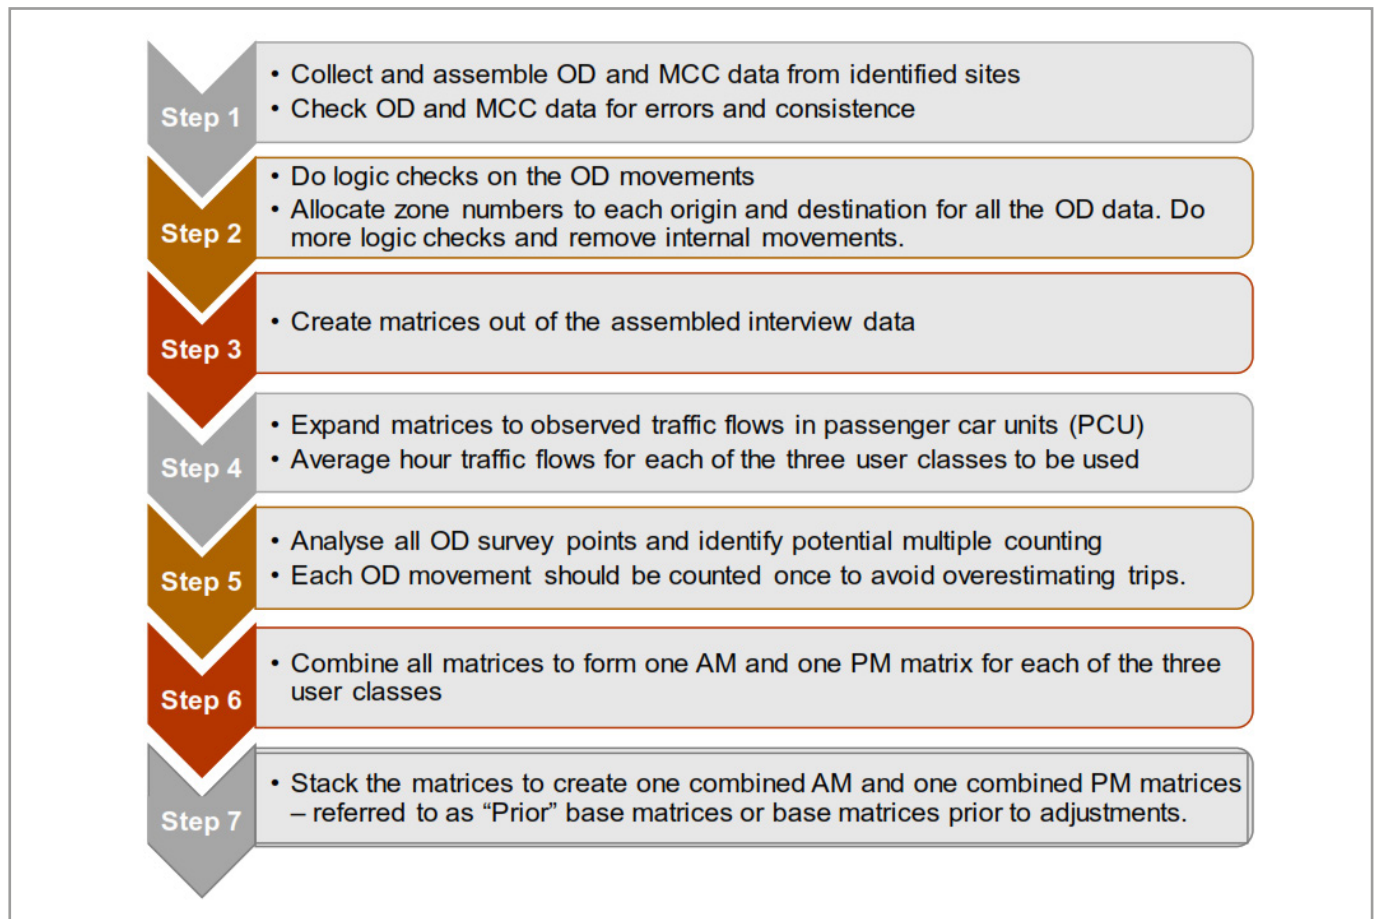 Step 1
• Collect and assemble OD and MCC data from identified sites
• Check OD and MCC data for errors and consistence
Step 2
• Do logic checks on the OD movements
• Allocate zone numbers to each origin and destination for all the OD data. Do
more logic checks and remove internal movements.
Step 3
• Create matrices out of the assembled interview data
Step 4
• Expand matrices to observed traffic flows in passenger car units (PCU)
• Average hour traffic flows for each of the three user classes to be used
Step 5
• Analyse all OD survey points and identify potential multiple counting
• Each OD movement should be counted once to avoid overestimating trips.
Step 6
• Combine all matrices to form one AM and one PM matrix for each of the three
user classes
Step 7
• Stack the matrices to create one combined AM and one combined PM matrices
– referred to as “Prior” base matrices or base matrices prior to adjustments.